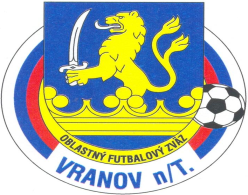 OBLASTNÝ FUTBALOVÝ ZVÄZ
VRANOV n/T.